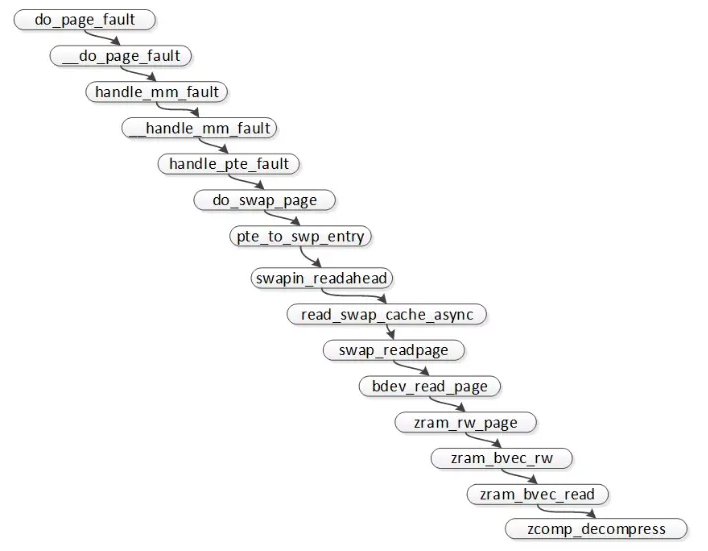 do_page_fault
__do_page_fault
handle_mm_fault
__handle_mm_fault
handle_pte_fault
do_swap_page
pte_to_swp_entry
swapin_readahead
read_swap_cache_async
swap_readpage
bdev_read_page
zram_rw_page
zram_bvec_rw
zram_bvec_read
zcomp_decompress